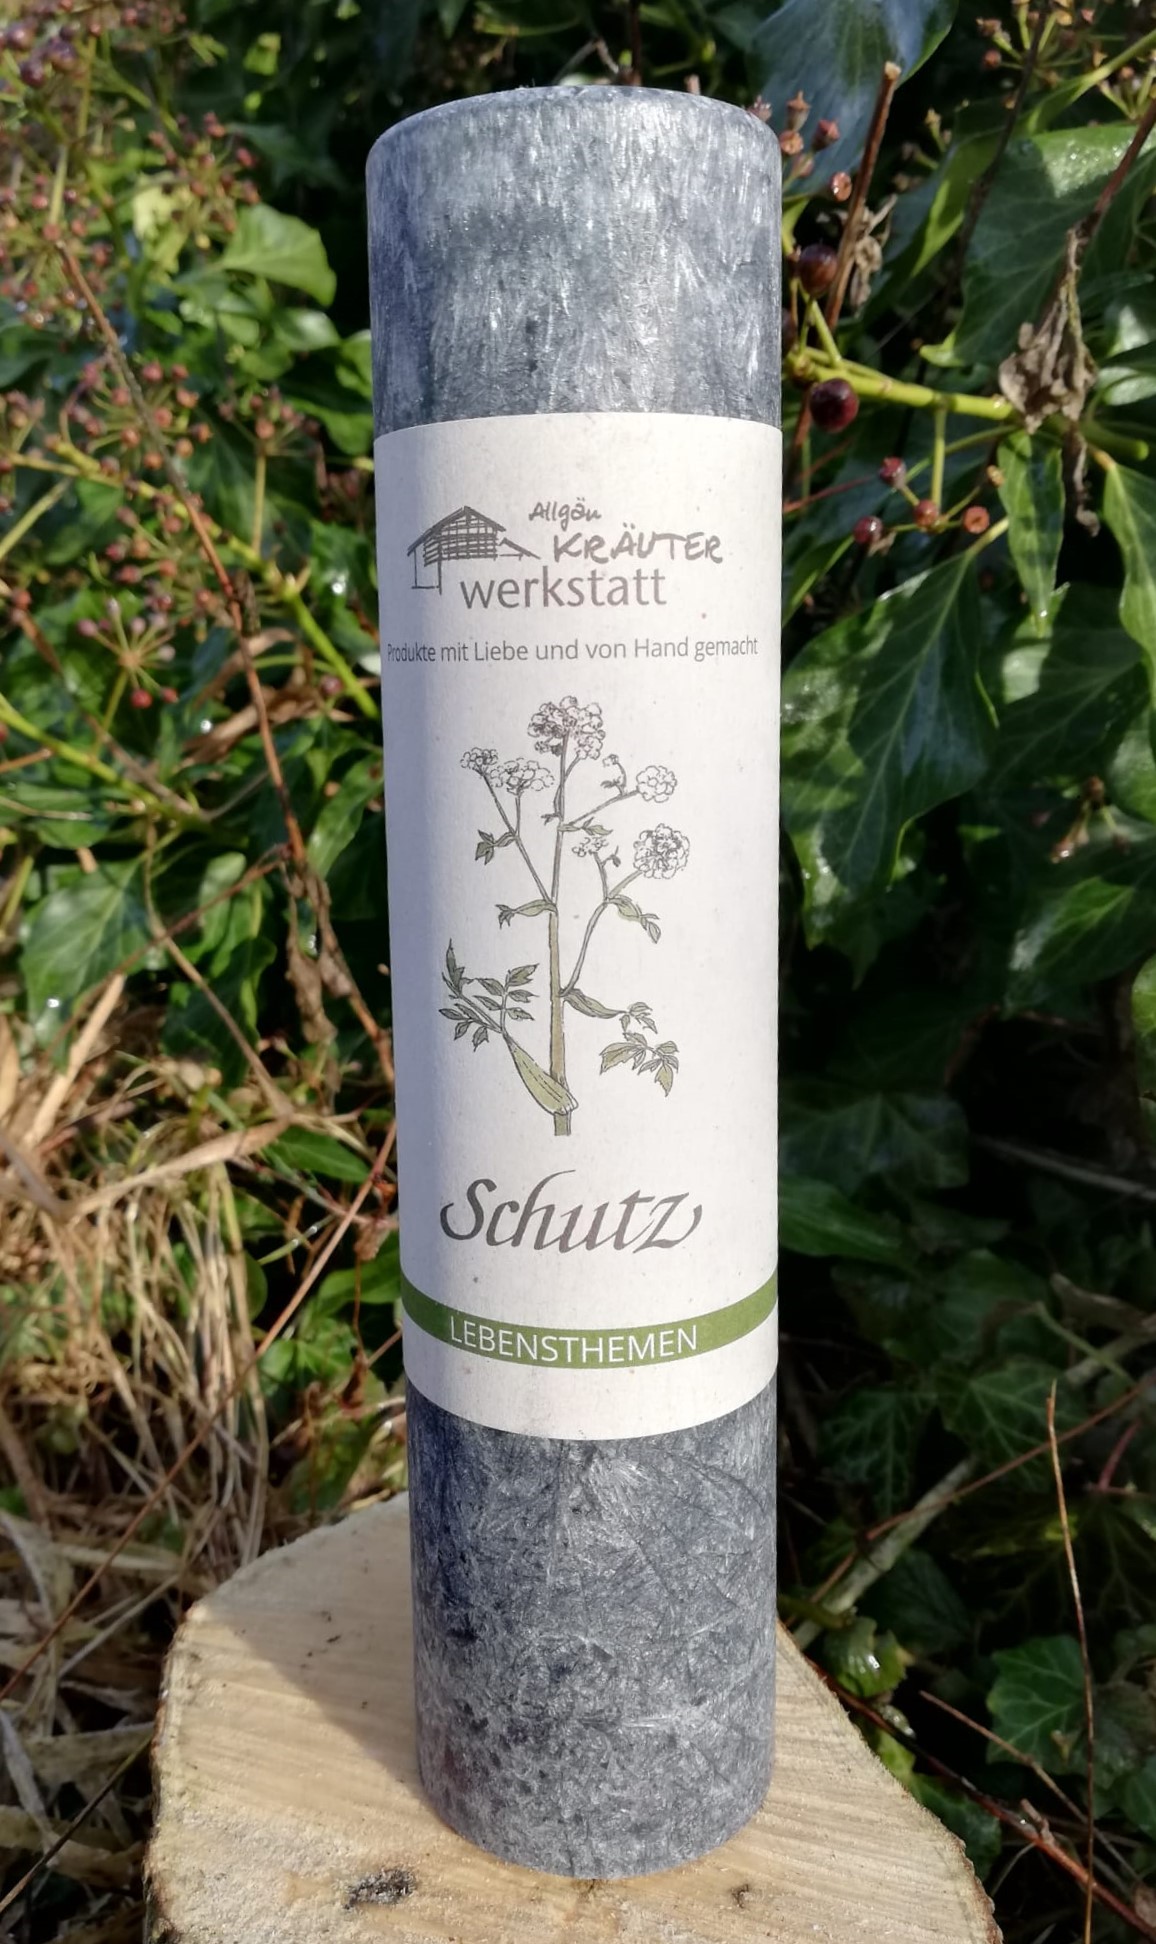 Allgäu
KRÄUTER
werkstatt
Produkte mit Liebe und von Hand gemacht
Schutz
LEBENSTHEMEN